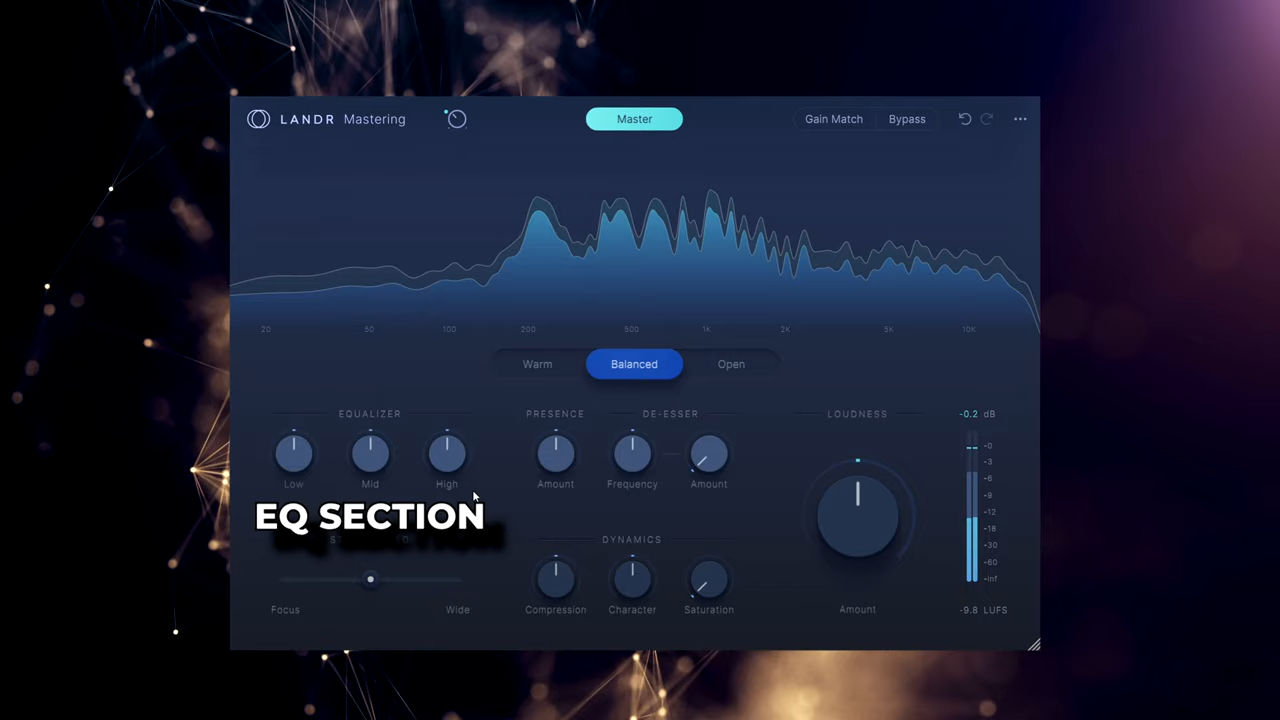 LANDR Mastering
Master
Gain Match Bypass
20 50 100 200 500 1K 2K 5K 10K
Warm Balanced Open
EQUALIZER PRESENCE DE-ESSER LOUDNESS -0.2 dB
-0
-3
-6
-9
-12
-18
-30
-60
-inf
Low Mid High Amount Frequency Amount
EQ SECTION
DYNAMICS
Focus Wide Compression Character Saturation Amount -9.8 LUFS